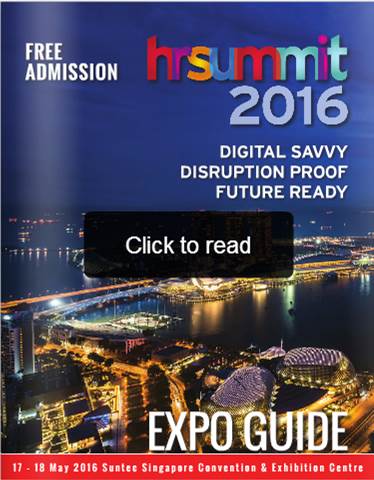 FREE
ADMISSION
hrsummit
2016
DIGITAL SAVVY
DISRUPTION PROOF
FUTURE READY
Click to read
EXPO GUIDE
17 - 18 May 2016 Suntec Singapore Convention & Exhibition Centre